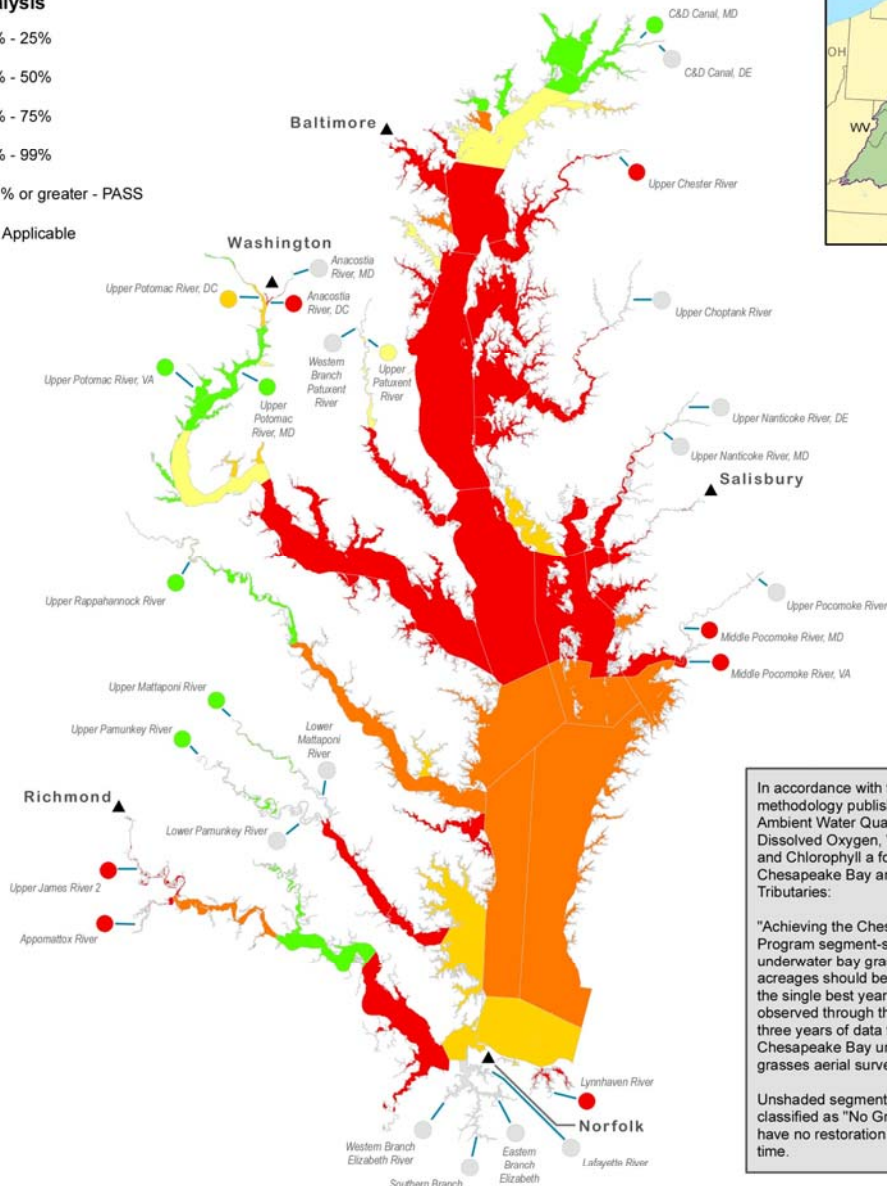 lysis
% - 25%
% - 50%
% - 75%
% - 99%
% or greater - PASS
Applicable
C&D Canal, MD
C&D Canal, DE
OH
WV
Baltimore
Upper Chester River
Washington
Anacostia
River, MD
Upper Potomac River, DC
Anacostia
River, DC
Upper Choptank River
Western
Branch
Patuxent
River
Upper
Patuxent
River
Upper Potomac River, VA
Upper
Potomac
River, MD
Upper Nanticoke River, DE
Upper Nanticoke River, MD
Salisbury
Upper Rappahannock River
Upper Pocomoke River
Middle Pocomoke River, MD
Middle Pocomoke River, VA
Upper Mattaponi River
Upper Pamunkey River
Lower
Mattaponi
River
Richmond
Lower Pamunkey River
Upper James River 2
Appomattox River
In accordance with
methodology publis
Ambient Water Qua
Dissolved Oxygen,
and Chlorophyll a fo
Chesapeake Bay an
Tributaries:
"Achieving the Ches
Program segment-s
underwater bay gra
acreages should be
the single best year
observed through th
three years of data
Chesapeake Bay un
grasses aerial surve
Unshaded segment
classified as "No Gr
have no restoration
time.
Lynnhaven River
Norfolk
Lafayette River
Western Branch
Elizabeth River
Eastern
Branch
Elizabeth
Southern Branch